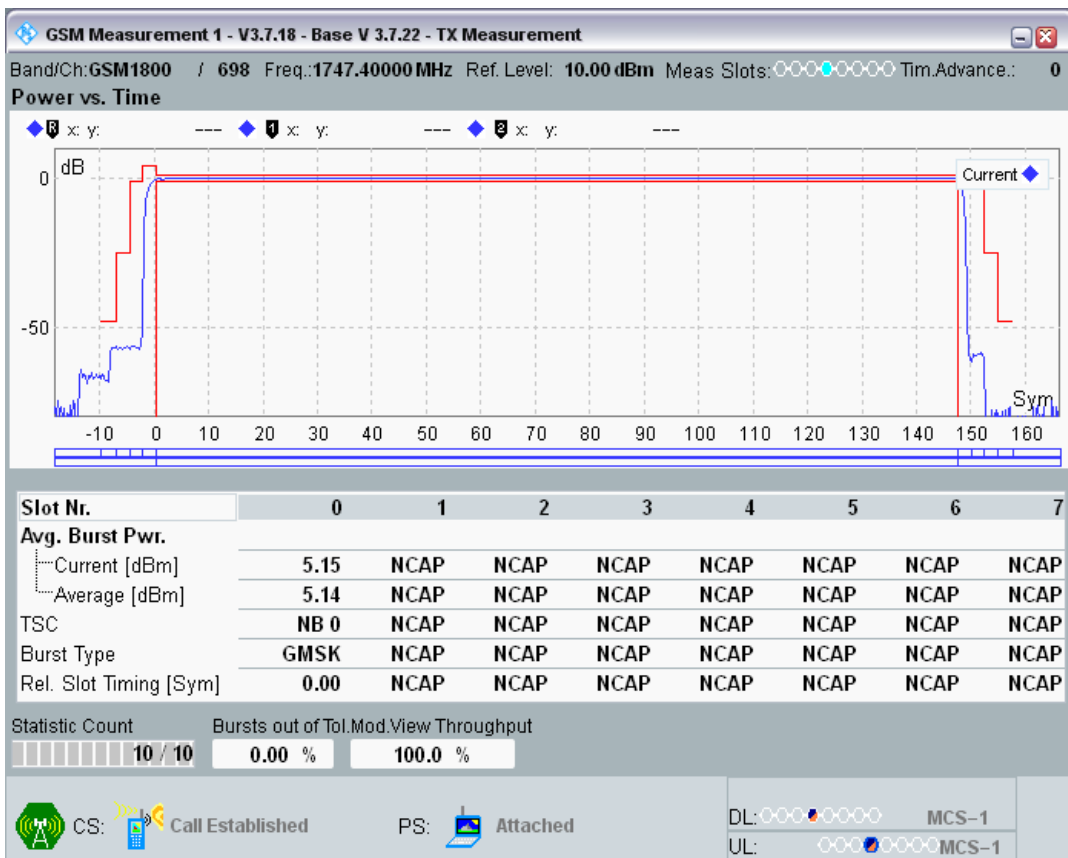 GSM Measurement 1 - V3.7.18 - Base V 3.7.22 - TX Measurement
Band/Ch:GSM1800 / 698 Freq.:1747.40000 MHz Ref. Level: 10.00 dBm Meas Slots: Tim.Advance.: 0
Power vs. Time
R x: y: --- 1 x: y: --- 2 x: y: ---
dB
Current
0
-50
Sym
-10 0 10 20 30 40 50 60 70 80 90 100 110 120 130 140 150 160
Slot Nr. 0 1 2 3 4 5 6 7
Avg. Burst Pwr.
Current [dBm] 5.15 NCAP NCAP NCAP NCAP NCAP NCAP NCAP
Average [dBm] 5.14 NCAP NCAP NCAP NCAP NCAP NCAP NCAP
TSC NB 0 NCAP NCAP NCAP NCAP NCAP NCAP NCAP
Burst Type GMSK NCAP NCAP NCAP NCAP NCAP NCAP NCAP
Rel. Slot Timing [Sym] 0.00 NCAP NCAP NCAP NCAP NCAP NCAP NCAP
Statistic Count Bursts out of Tol. Mod.View Throughput
10 / 10 0.00 % 100.0 %
CS: Call Established PS: Attached
DL: MCS-1
UL: MCS-1